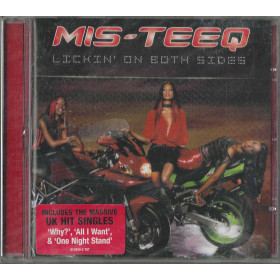 MIS-TEEQ
LICKIN' ON BOTH SIDES
INCLUDES THE MASSIVE
UK HIT SINGLES
'Why?', 'All I Want',
& 'One Night Stand'